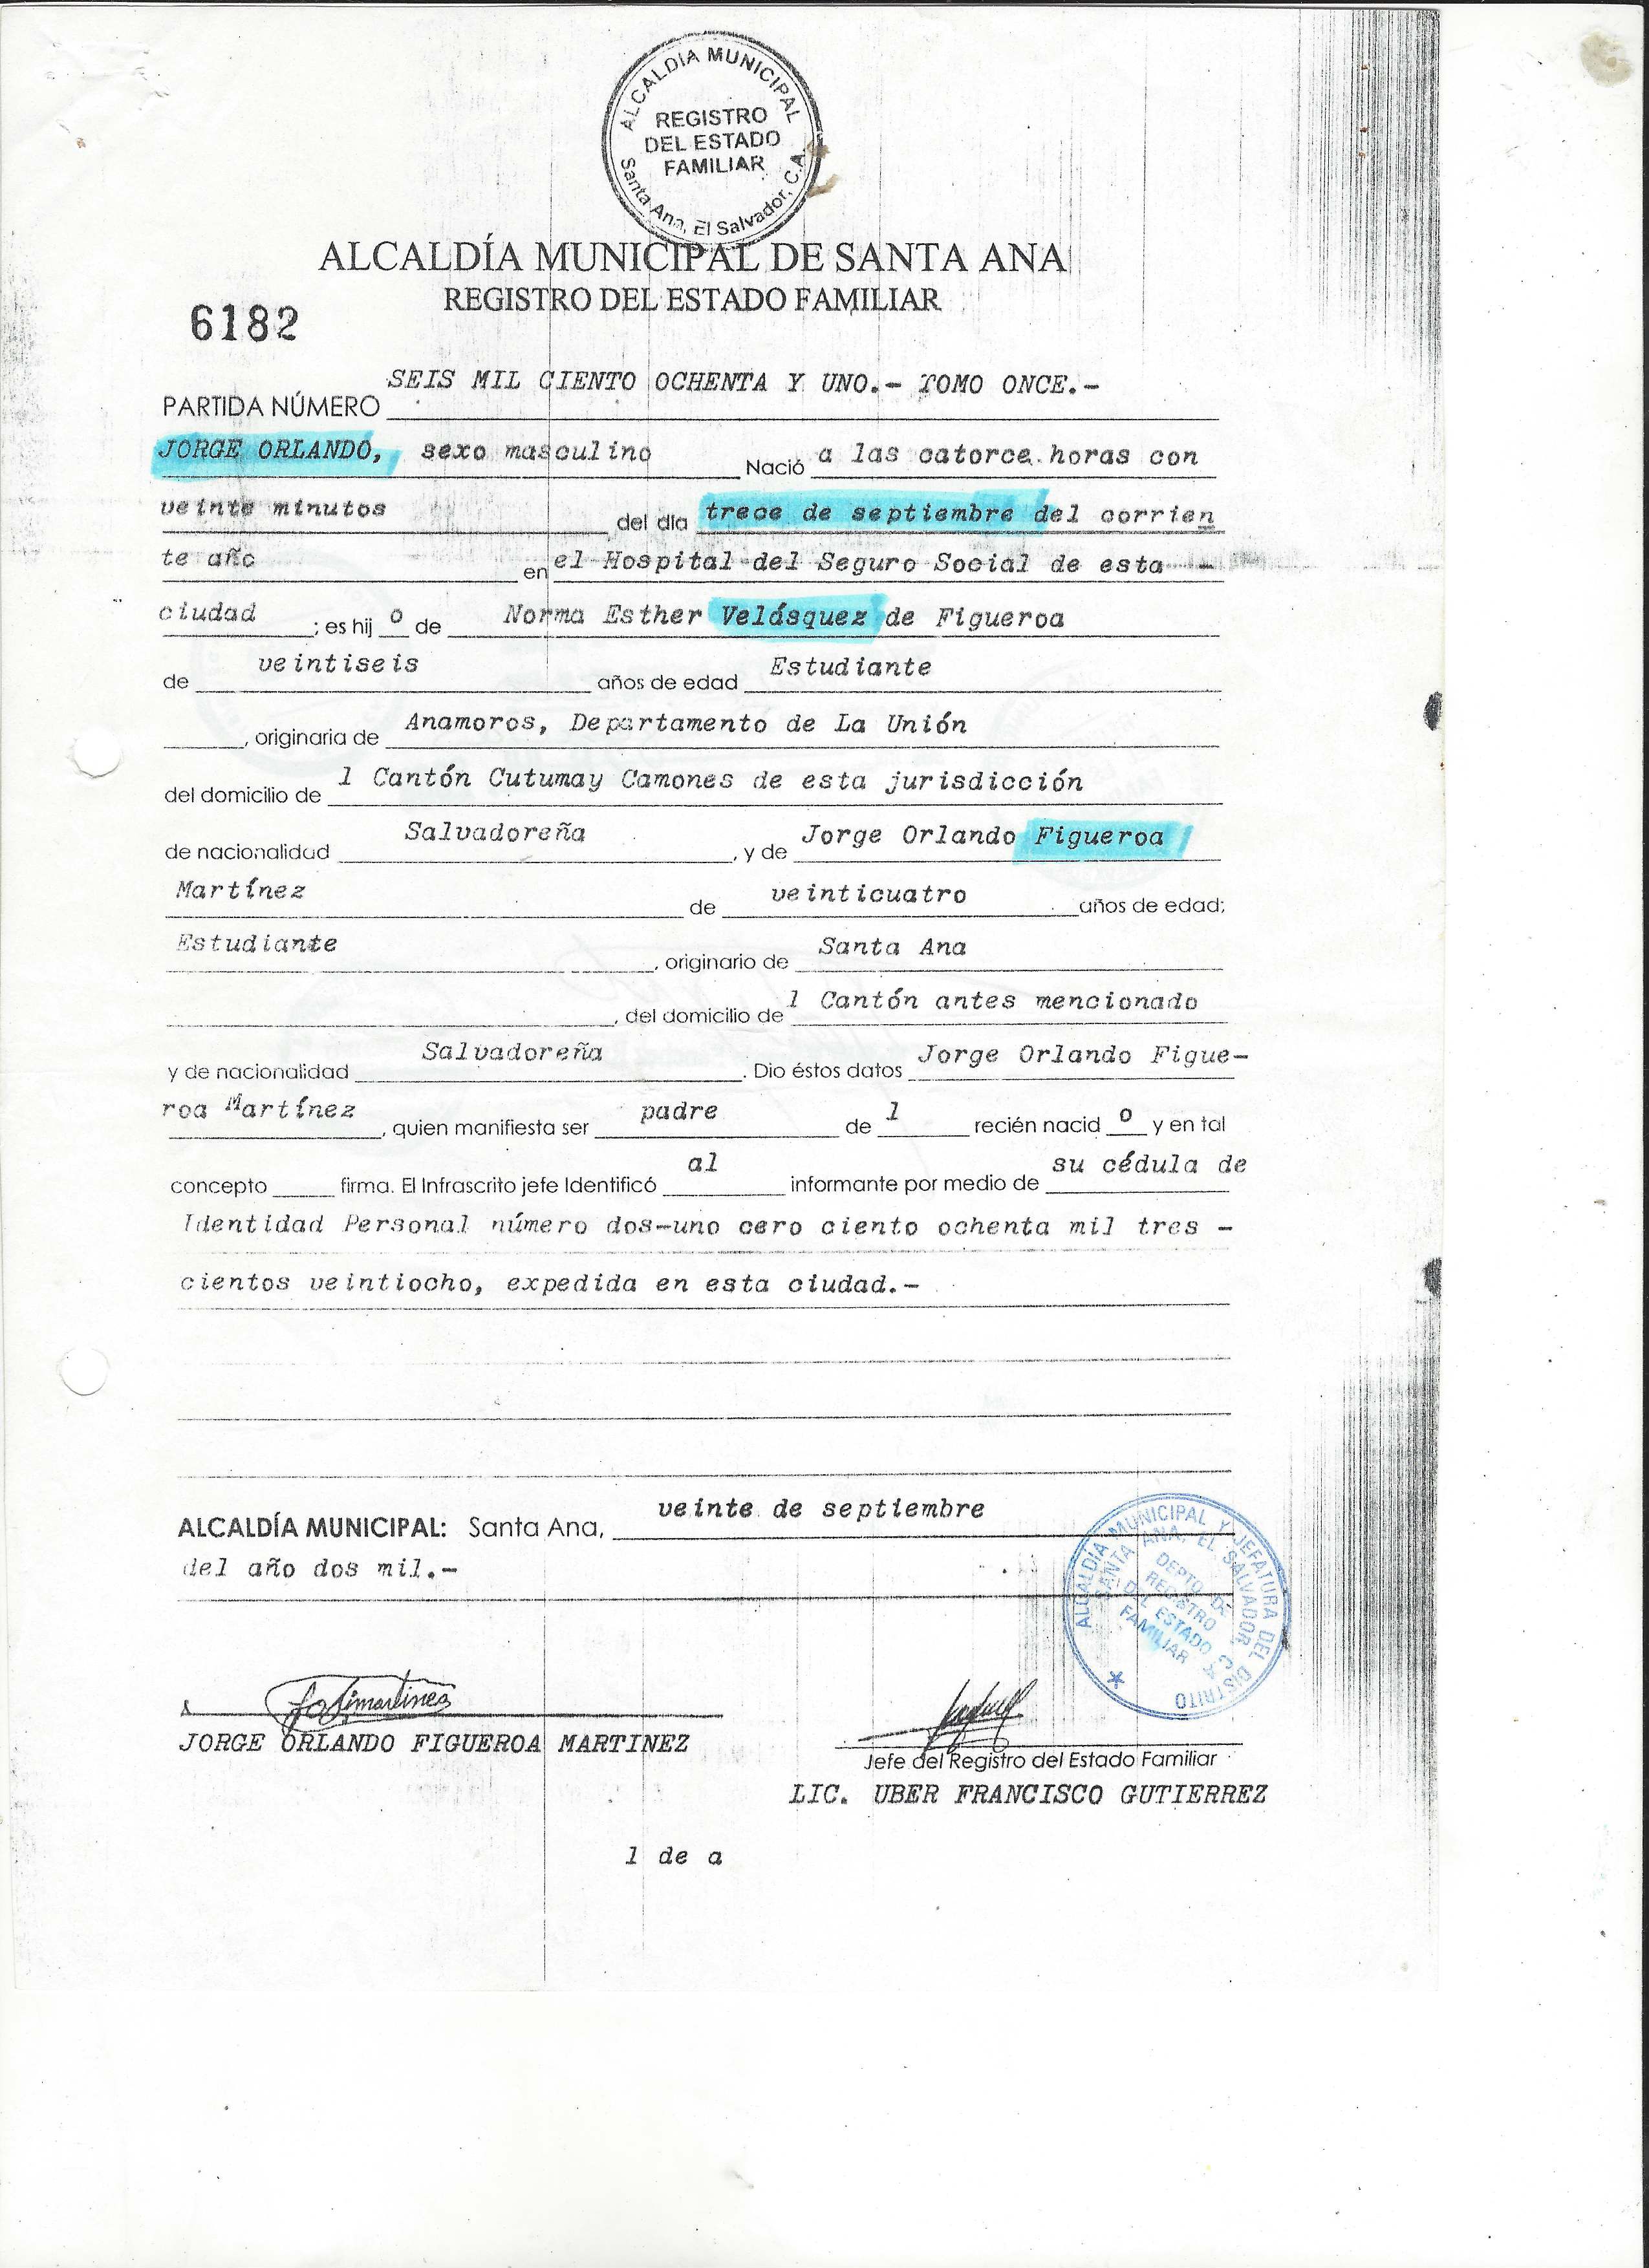 ALCALDIA MUNICIPAL
REGISTRO
DEL ESTADO
FAMILIAR
Santa Ana, El Salvador, C.A.
ALCALDÍA MUNICIPAL DE SANTA ANA
REGISTRO DEL ESTADO FAMILIAR
6182
PARTIDA NÚMERO SEIS MIL CIENTO OCHENTA Y UNO.- TOMO ONCE.-
JORGE ORLANDO, sexo masculino Nació a las catorce horas con
veinte minutos del día trece de septiembre del corrien
te año en el Hospital del Seguro Social de esta -
ciudad ; es hij o de Norma Esther Velásquez de Figueroa
de veintiseis años de edad Estudiante
, originaria de Anamoros, Departamento de La Unión
del domicilio de l Cantón Cutumay Camones de esta jurisdicción
de nacionalidad Salvadoreña , y de Jorge Orlando Figueroa
Martínez de veinticuatro años de edad;
Estudiante , originario de Santa Ana
, del domicilio de l Cantón antes mencionado
y de nacionalidad Salvadoreña . Dio éstos datos Jorge Orlando Figue-
roa Martínez , quien manifiesta ser padre de l recién nacid o y en tal
concepto firma. El Infrascrito jefe Identificó al informante por medio de su cédula de
Identidad Personal número dos-uno cero ciento ochenta mil tres -
cientos veintiocho, expedida en esta ciudad.-
ALCALDÍA MUNICIPAL: Santa Ana, veinte de septiembre
del año dos mil.-
ALCALDÍA MUNICIPAL Y JEFATURA DEL DISTRITO
SANTA ANA, EL SALVADOR, C.
DEPTO. DE
REGISTRO
DEL ESTADO
FAMILIAR
JORGE ORLANDO FIGUEROA MARTINEZ
Jefe del Registro del Estado Familiar
LIC. UBER FRANCISCO GUTIERREZ
1 de a